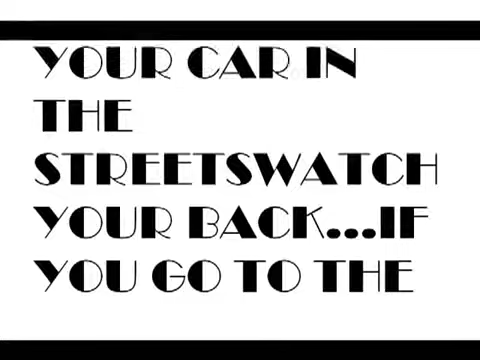 YOUR CAR IN
THE
STREETSWATCH
YOUR BACK...IF
YOU GO TO THE